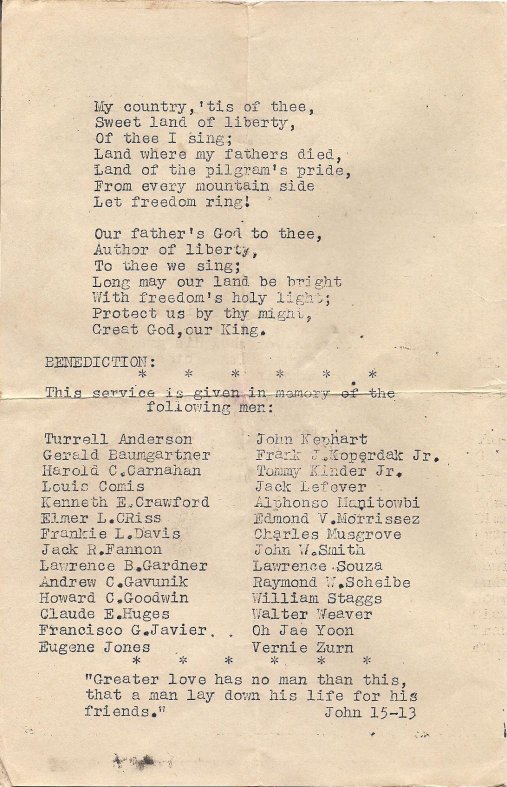 My country,'tis of thee,
Sweet land of liberty,
Of thee I sing;
Land where my fathers died,
Land of the pilgram's pride,
From every mountain side
Let freedom ring!
Our father's God to thee,
Author of liberty,
To thee we sing;
Long may our land be bright
With freedom's holy light;
Protect us by thy might,
Great God,our King.
BENEDICTION:
* * * * * *
This service is given in memory of the
following men:
Turrell Anderson
Gerald Baumgartner
Harold C.Carnahan
Louis Comis
Kenneth E.Crawford
Elmer L.CRiss
Frankie L.Davis
Jack R.Fannon
Lawrence B.Gardner
Andrew C.Gavunik
Howard C.Goodwin
Claude E.Huges
Francisco G.Javier. .
Eugene Jones
John Kephart
Frank J.Koperdak Jr.
Tommy Kinder Jr.
Jack Lefever
Alphonso Manitowbi
Edmond V.Morrissez
Charles Musgrove
John W.Smith
Lawrence Souza
Raymond W.Scheibe
William Staggs
Walter Weaver
Oh Jae Yoon
Vernie Zurn
* * * * * *
"Greater love has no man than this,
that a man lay down his life for his
friends." John 15-13